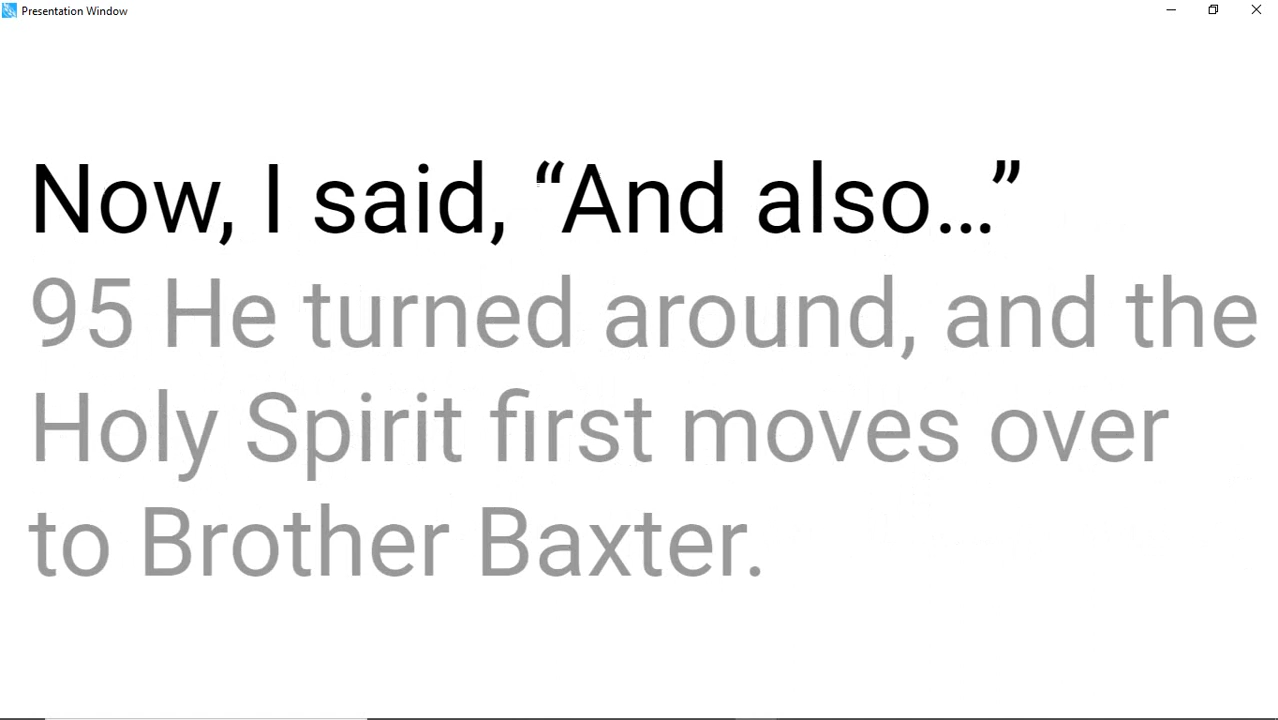 Presentation Window
Now, I said, “And also…”
95 He turned around, and the
Holy Spirit first moves over
to Brother Baxter.